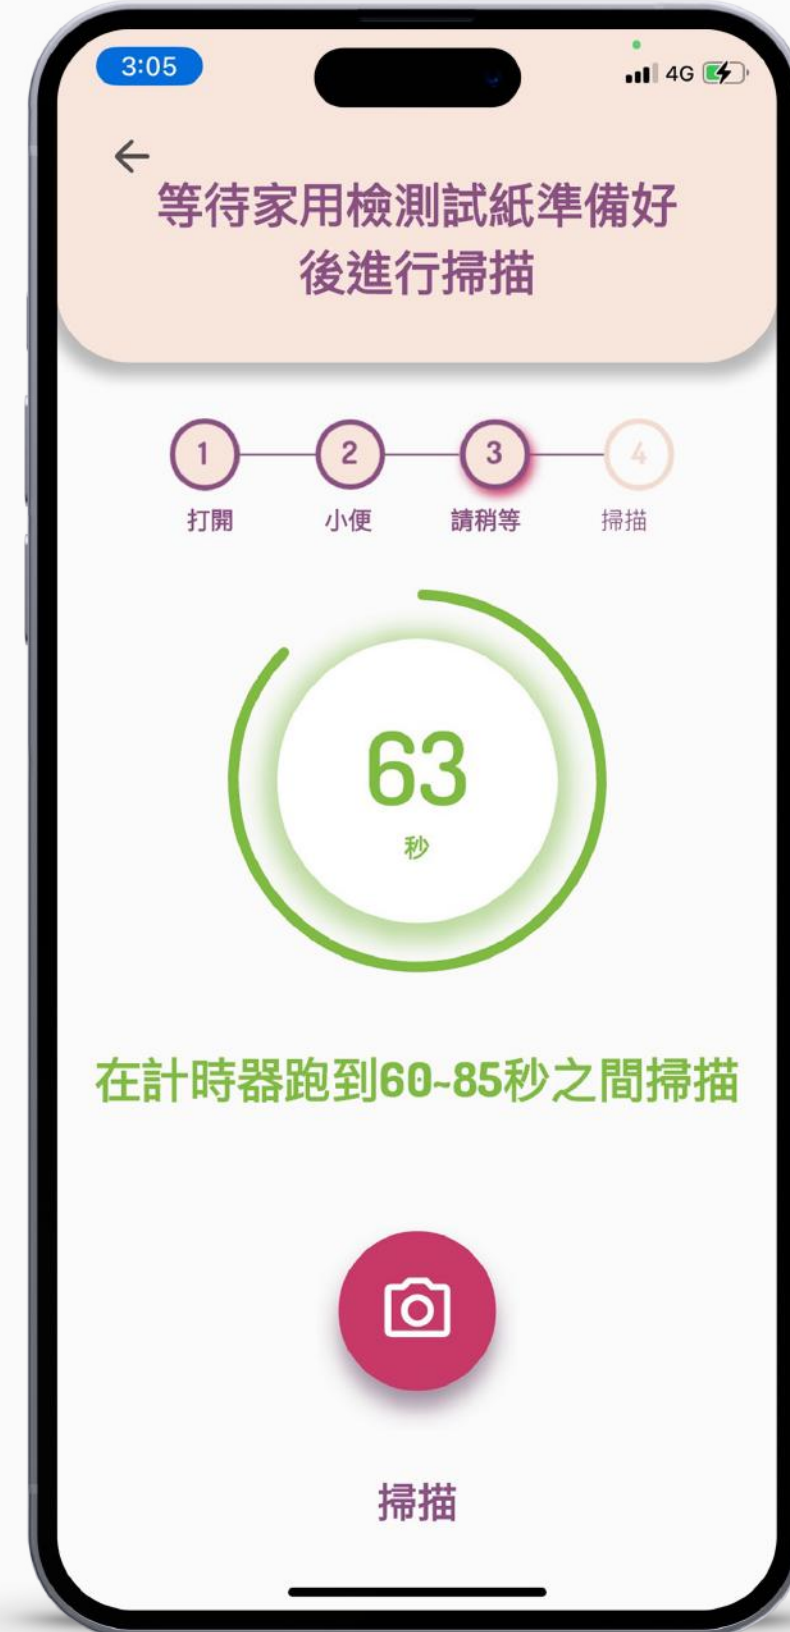 3:05
4G
等待家用檢測試紙準備好
後進行掃描
1
2
3
4
打開
小便
請稍等
掃描
63
秒
在計時器跑到60~85秒之間掃描
掃描